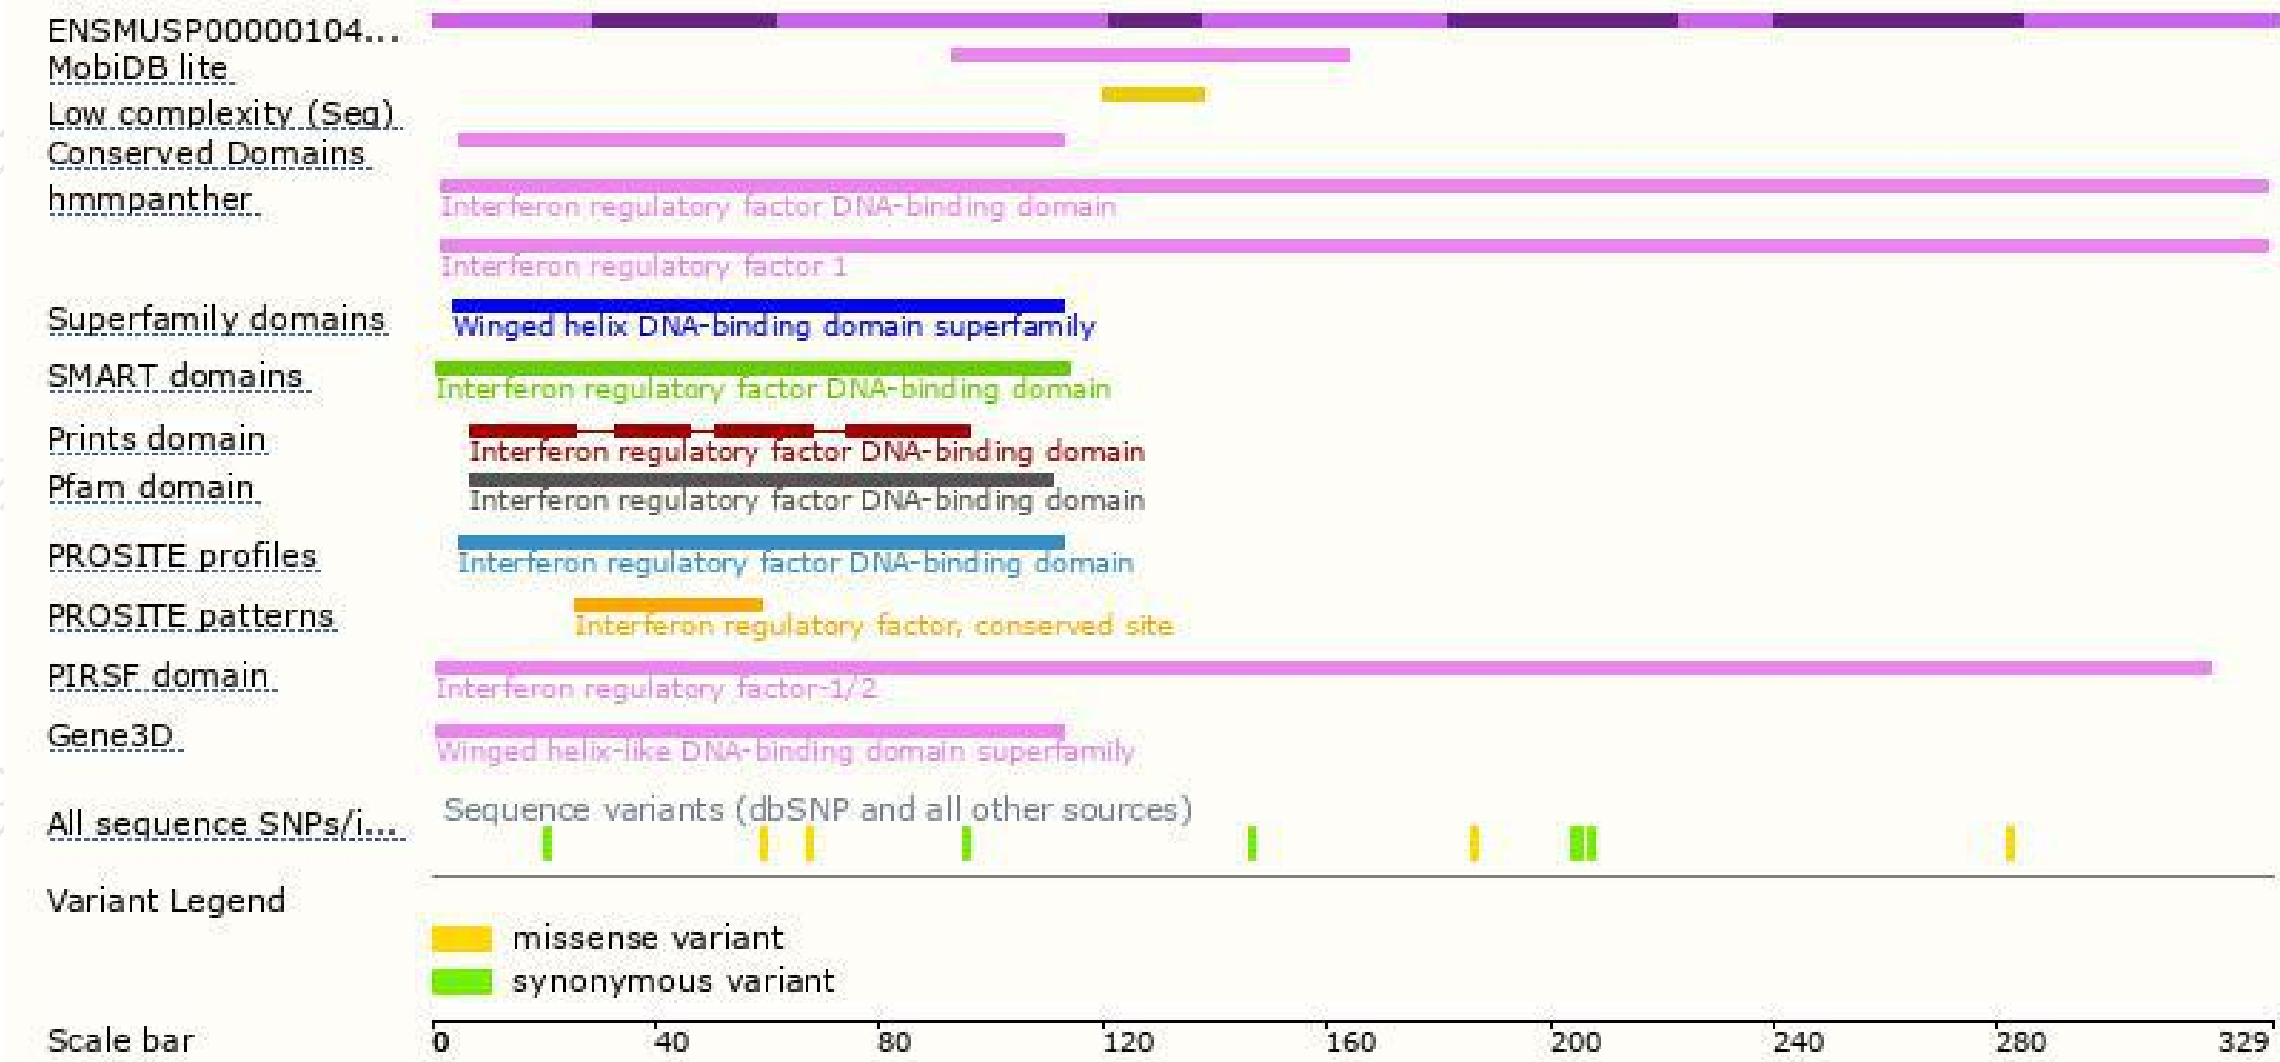 ENSMUSP00000104...
MobiDB lite
Low complexity (Seg)
Conserved Domains
hmmpanther
Interferon regulatory factor DNA-binding domain
Interferon regulatory factor 1
Superfamily domains
Winged helix DNA-binding domain superfamily
SMART domains
Interferon regulatory factor DNA-binding domain
Prints domain
Interferon regulatory factor DNA-binding domain
Pfam domain
Interferon regulatory factor DNA-binding domain
PROSITE profiles
Interferon regulatory factor DNA-binding domain
PROSITE patterns
Interferon regulatory factor, conserved site
PIRSF domain
Interferon regulatory factor-1/2
Gene3D
Winged helix-like DNA-binding domain superfamily
All sequence SNPs/i...
Sequence variants (dbSNP and all other sources)
Variant Legend
missense variant
synonymous variant
Scale bar 0 40 80 120 160 200 240 280 329